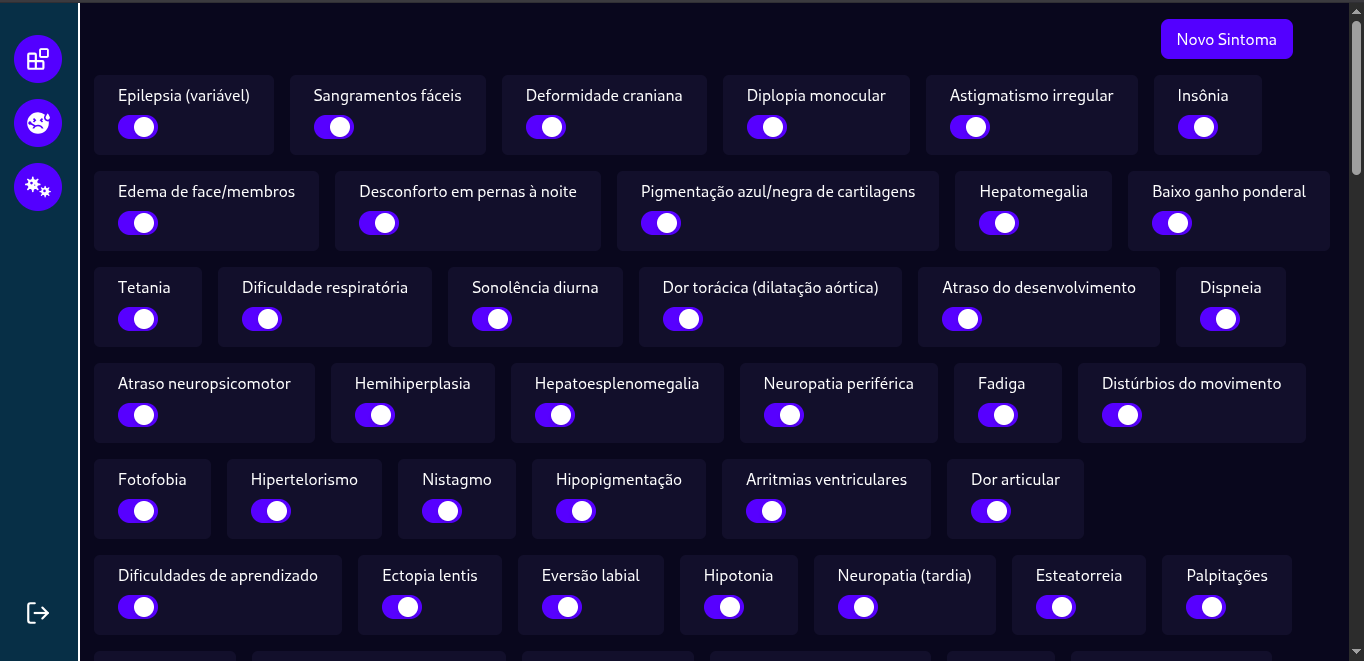 Novo Sintoma
Epilepsia (variável) Sangramentos fáceis Deformidade craniana Diplopia monocular Astigmatismo irregular Insônia
Edema de face/membros Desconforto em pernas à noite Pigmentação azul/negra de cartilagens Hepatomegalia Baixo ganho ponderal
Tetania Dificuldade respiratória Sonolência diurna Dor torácica (dilatação aórtica) Atraso do desenvolvimento Dispneia
Atraso neuropsicomotor Hemihiperplasia Hepatoesplenomegalia Neuropatia periférica Fadiga Distúrbios do movimento
Fotofobia Hipertelorismo Nistagmo Hipopigmentação Arritmias ventriculares Dor articular
Dificuldades de aprendizado Ectopia lentis Eversão labial Hipotonia Neuropatia (tardia) Esteatorreia Palpitações